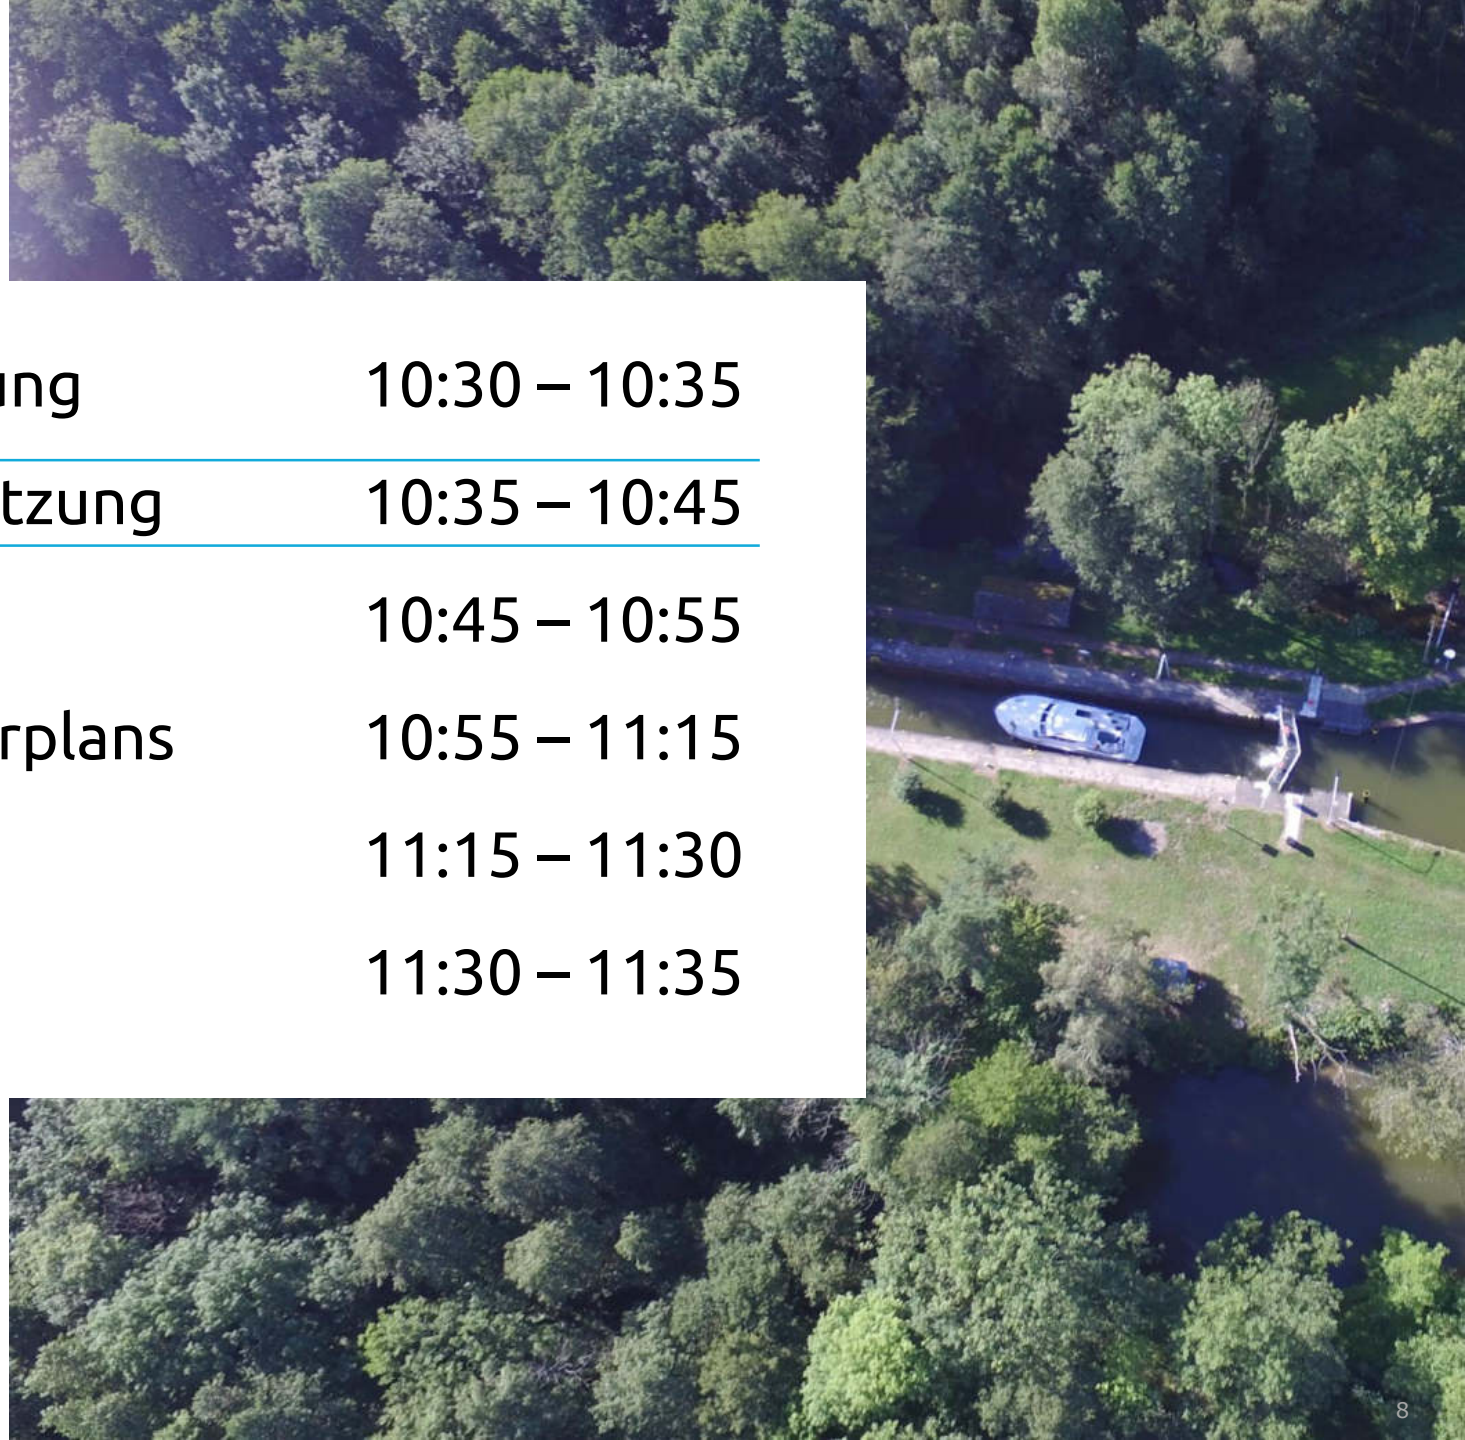 ung 10:30 – 10:35
tzung 10:35 – 10:45
10:45 – 10:55
rplans 10:55 – 11:15
11:15 – 11:30
11:30 – 11:35
8